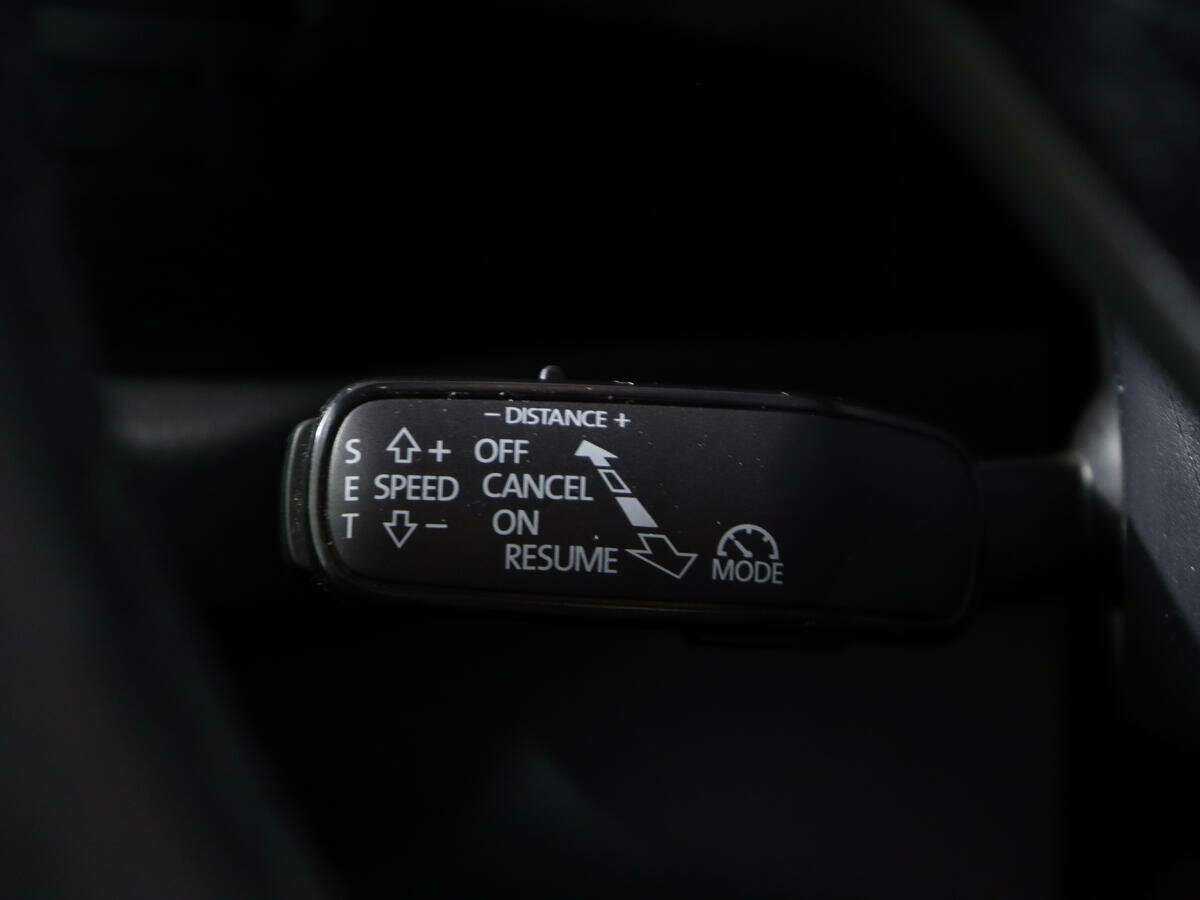 - DISTANCE +
S + OFF
E SPEED CANCEL
T - ON
RESUME
MODE